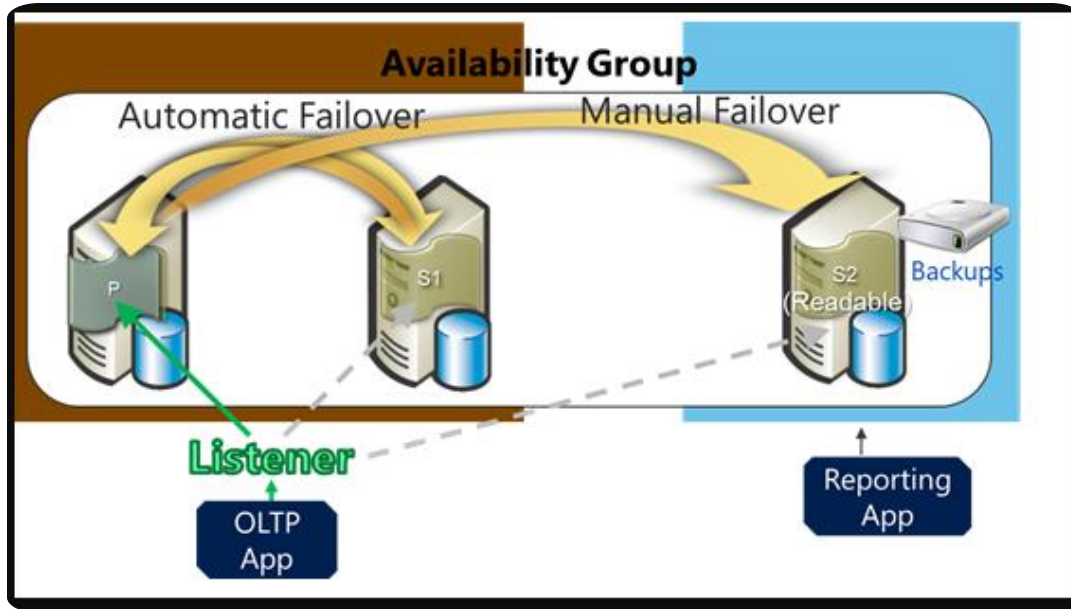 Availability Group
Automatic Failover
Manual Failover
P
S1
S2
(Readable)
Backups
Listener
OLTP
App
Reporting
App